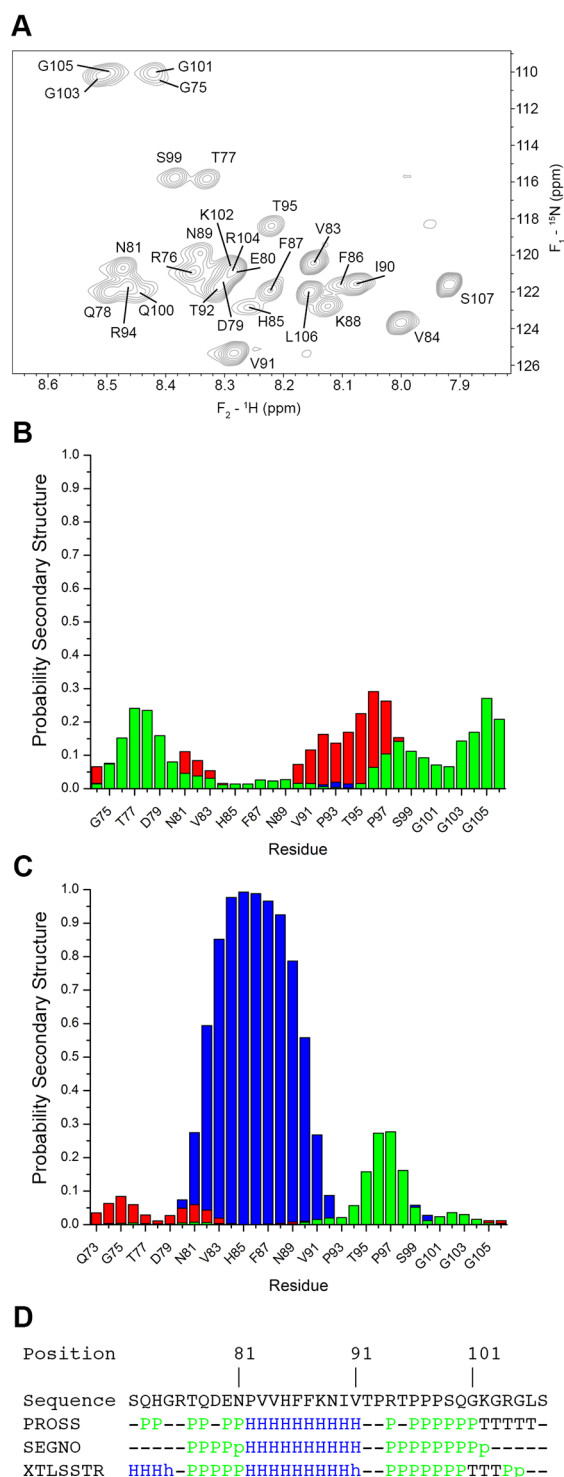 A
G105
G103
G101
G75
S99
T77
T95
K102
R104
F87
V83
N89
E80
F86
I90
N81
R76
S107
Q78
Q100
T92
D79
H85
R94
L106
K88
V84
V91
110
112
114
116
118
120
122
124
126
F1 - 15N (ppm)
8.6 8.5 8.4 8.3 8.2 8.1 8.0 7.9
F2 - 1H (ppm)
B
Probability Secondary Structure
1.0
0.9
0.8
0.7
0.6
0.5
0.4
0.3
0.2
0.1
0.0
G75 T77 D79 N81 V83 H85 F87 N89 V91 P93 T95 P97 S99 G101 G103 G105
Residue
C
Probability Secondary Structure
1.0
0.9
0.8
0.7
0.6
0.5
0.4
0.3
0.2
0.1
0.0
Q73 G75 T77 D79 N81 V83 H85 F87 N89 V91 P93 T95 P97 S99 G101 G103 G105
Residue
D
Position 81 91 101
Sequence SQHGRTQDENPVVHFFKNIVTPRTPPPSQGKGRGLS
PROSS -PP--PP-PPHHHHHHHHHH--P-PPPPPPTTTTT-
SEGNO -----PPPPpHHHHHHHHHH--PPPPPPPPp-----
XTLSSTR HHHh-PPPPPHHHHHHHHHh--PPPPPPPTTTPp--